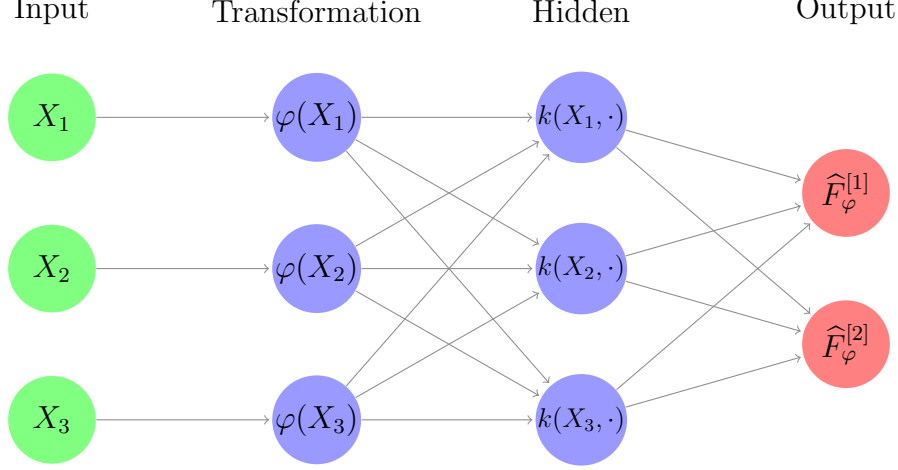 Input Transformation Hidden Output
X₁ φ(X₁) k(X₁, ·)
F̂φ^[1]
X₂ φ(X₂) k(X₂, ·)
F̂φ^[2]
X₃ φ(X₃) k(X₃, ·)